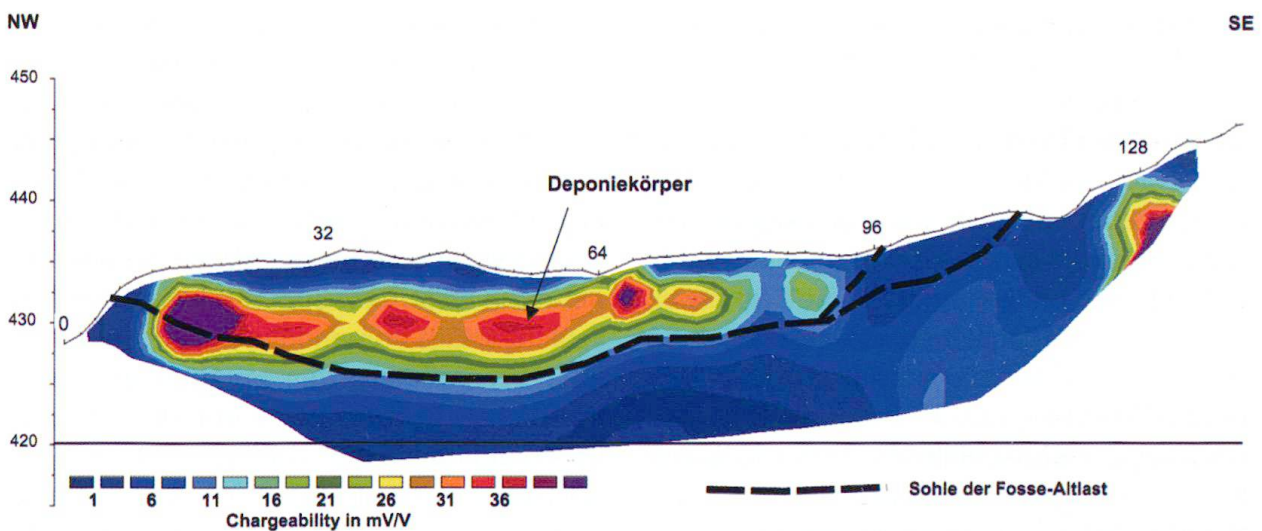 NW
SE
450
440
430
420
0
32
64
96
128
Deponiekörper
1 6 11 16 21 26 31 36
Chargeability in mV/V
Sohle der Fosse-Altlast